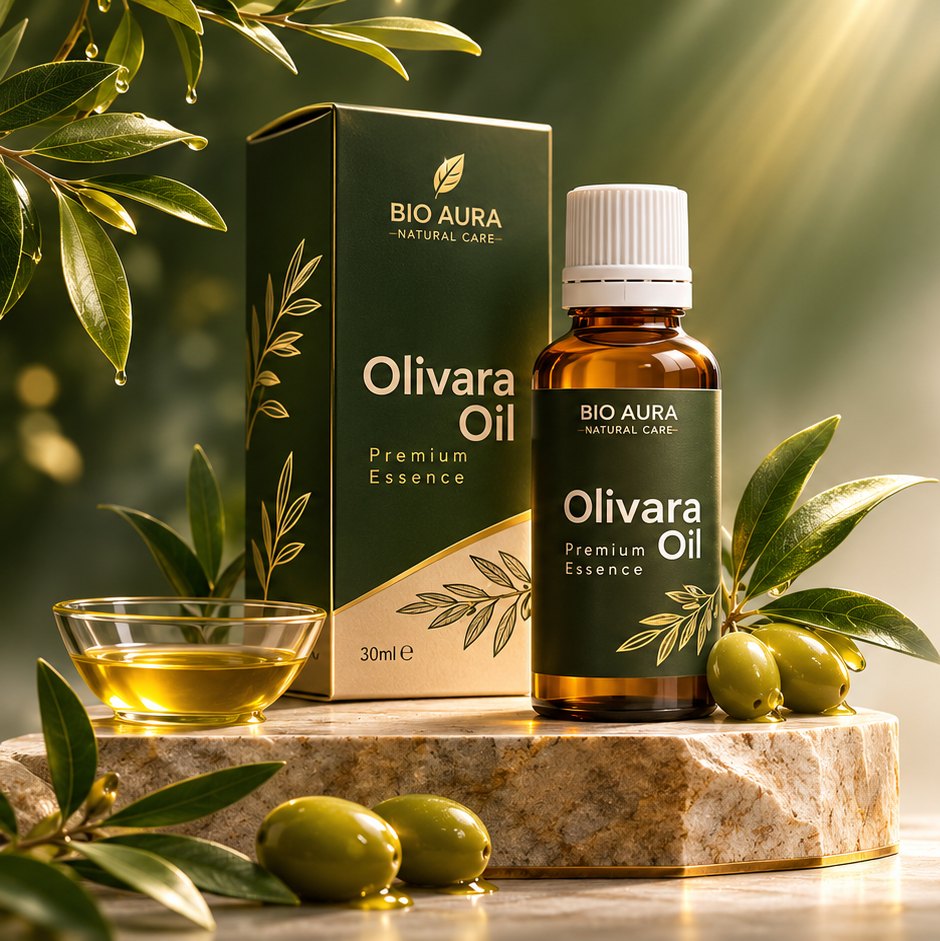 BIO AURA
NATURAL CARE
Olivara
Oil
Premium
Essence
30ml ℮
BIO AURA
NATURAL CARE
Olivara
Oil
Premium
Essence